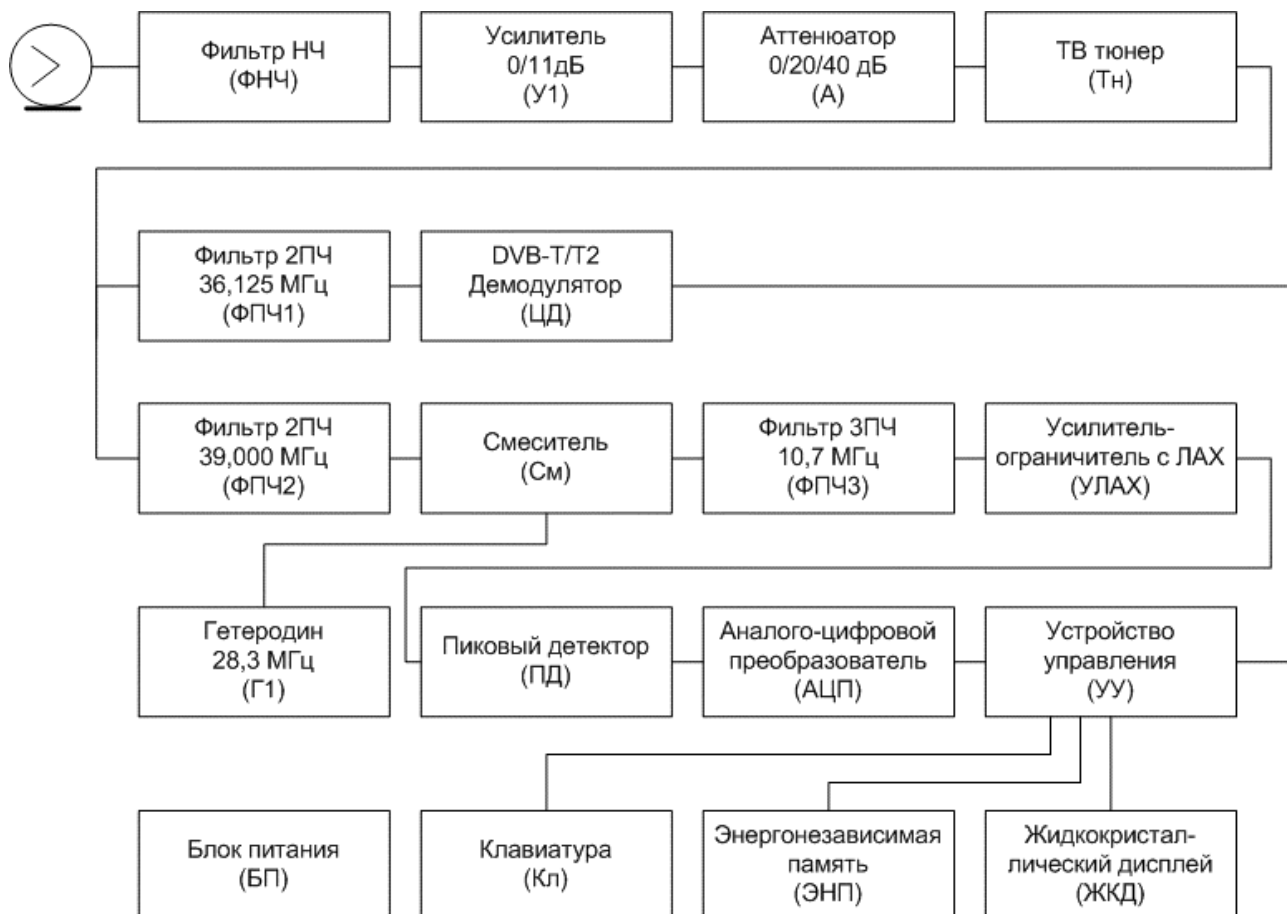 Фильтр НЧ
(ФНЧ)
Усилитель
0/11дБ
(У1)
Аттенюатор
0/20/40 дБ
(А)
ТВ тюнер
(Тн)
Фильтр 2ПЧ
36,125 МГц
(ФПЧ1)
DVB-T/T2
Демодулятор
(ЦД)
Фильтр 2ПЧ
39,000 МГц
(ФПЧ2)
Смеситель
(См)
Фильтр 3ПЧ
10,7 МГц
(ФПЧ3)
Усилитель-
ограничитель с ЛАХ
(УЛАХ)
Гетеродин
28,3 МГц
(Г1)
Пиковый детектор
(ПД)
Аналого-цифровой
преобразователь
(АЦП)
Устройство
управления
(УУ)
Блок питания
(БП)
Клавиатура
(Кл)
Энергонезависимая
память
(ЭНП)
Жидкокристал-
лический дисплей
(ЖКД)